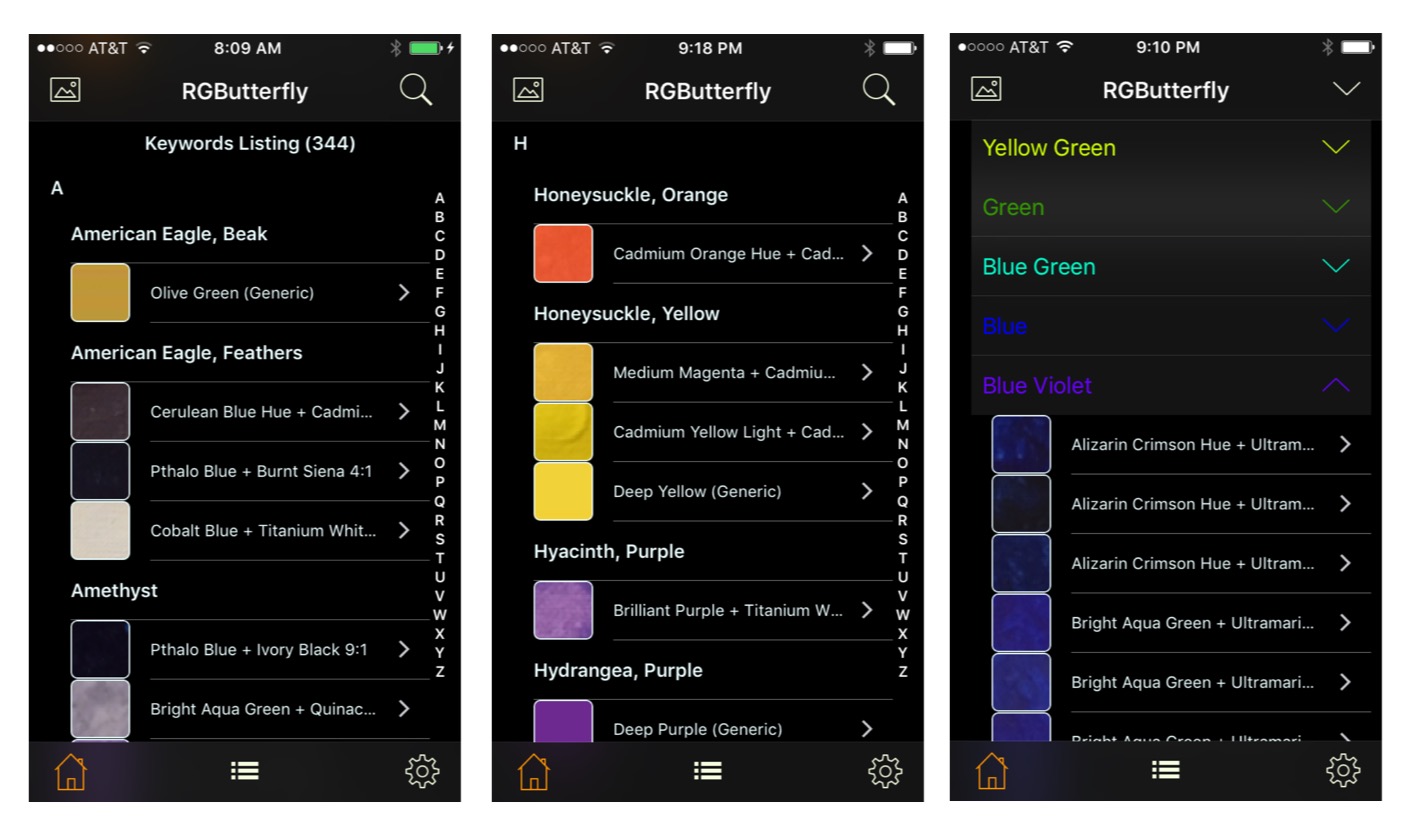 AT&T 8:09 AM
RGButterfly
Keywords Listing (344)
A
American Eagle, Beak
Olive Green (Generic)
American Eagle, Feathers
Cerulean Blue Hue + Cadmi...
Pthalo Blue + Burnt Siena 4:1
Cobalt Blue + Titanium Whit...
Amethyst
Pthalo Blue + Ivory Black 9:1
Bright Aqua Green + Quinac...
A
B
C
D
E
F
G
H
I
J
K
L
M
N
O
P
Q
R
S
T
U
V
W
X
Y
Z
AT&T 9:18 PM
RGButterfly
H
Honeysuckle, Orange
Cadmium Orange Hue + Cad...
Honeysuckle, Yellow
Medium Magenta + Cadmiu...
Cadmium Yellow Light + Cad...
Deep Yellow (Generic)
Hyacinth, Purple
Brilliant Purple + Titanium W...
Hydrangea, Purple
Deep Purple (Generic)
A
B
C
D
E
F
G
H
I
J
K
L
M
N
O
P
Q
R
S
T
U
V
W
X
Y
Z
AT&T 9:10 PM
RGButterfly
Yellow Green
Green
Blue Green
Blue
Blue Violet
Alizarin Crimson Hue + Ultram...
Alizarin Crimson Hue + Ultram...
Alizarin Crimson Hue + Ultram...
Bright Aqua Green + Ultramari...
Bright Aqua Green + Ultramari...
Bright Aqua Green + Ultramari...